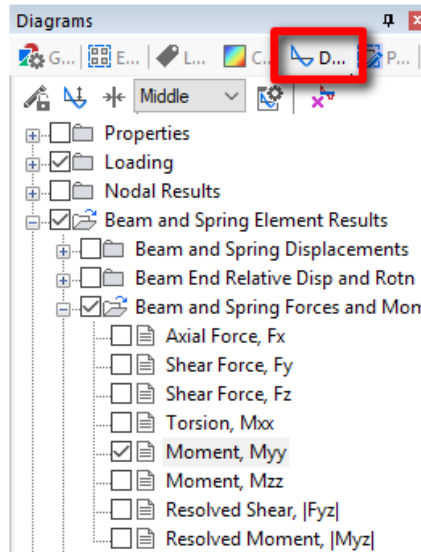 Diagrams
G... E... L... C... D... P...
Middle
Properties
Loading
Nodal Results
Beam and Spring Element Results
Beam and Spring Displacements
Beam End Relative Disp and Rotn
Beam and Spring Forces and Mom
Axial Force, Fx
Shear Force, Fy
Shear Force, Fz
Torsion, Mxx
Moment, Myy
Moment, Mzz
Resolved Shear, |Fyz|
Resolved Moment, |Myz|